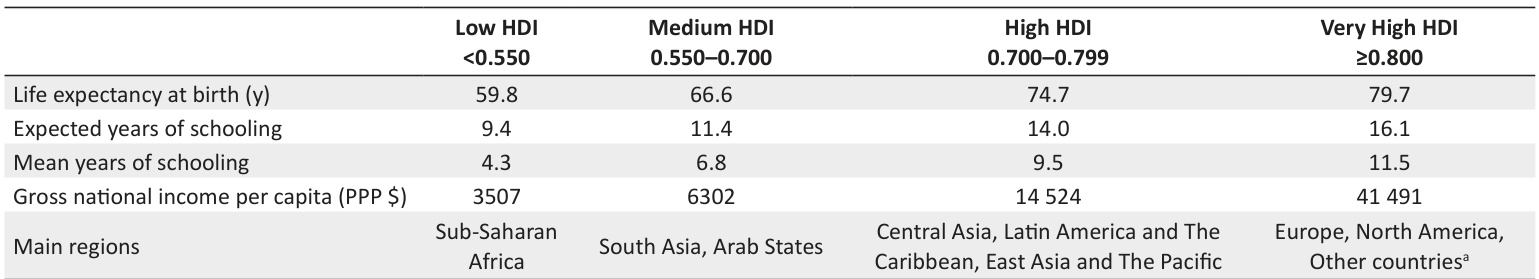 Low HDI Medium HDI High HDI Very High HDI
<0.550 0.550–0.700 0.700–0.799 ≥0.800
Life expectancy at birth (y) 59.8 66.6 74.7 79.7
Expected years of schooling 9.4 11.4 14.0 16.1
Mean years of schooling 4.3 6.8 9.5 11.5
Gross national income per capita (PPP $) 3507 6302 14 524 41 491
Sub-Saharan Central Asia, Latin America and The Europe, North America,
Main regions South Asia, Arab States
Africa Caribbean, East Asia and The Pacific Other countriesᵃ